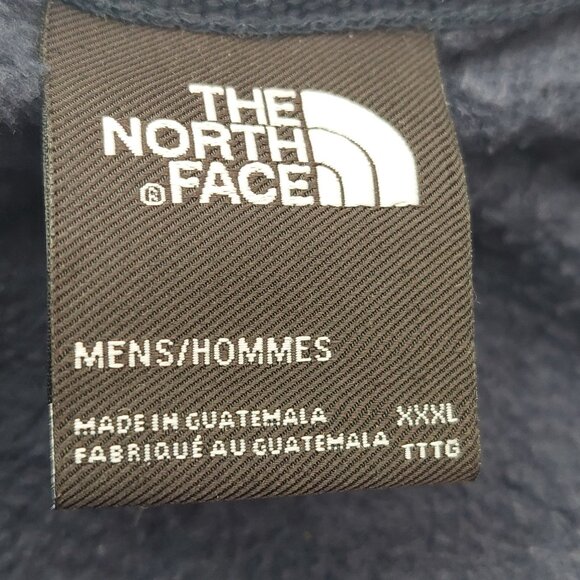 THE
NORTH
®FACE
MENS/HOMMES
MADE IN GUATEMALA XXXL
FABRIQUÉ AU GUATEMALA TTTG